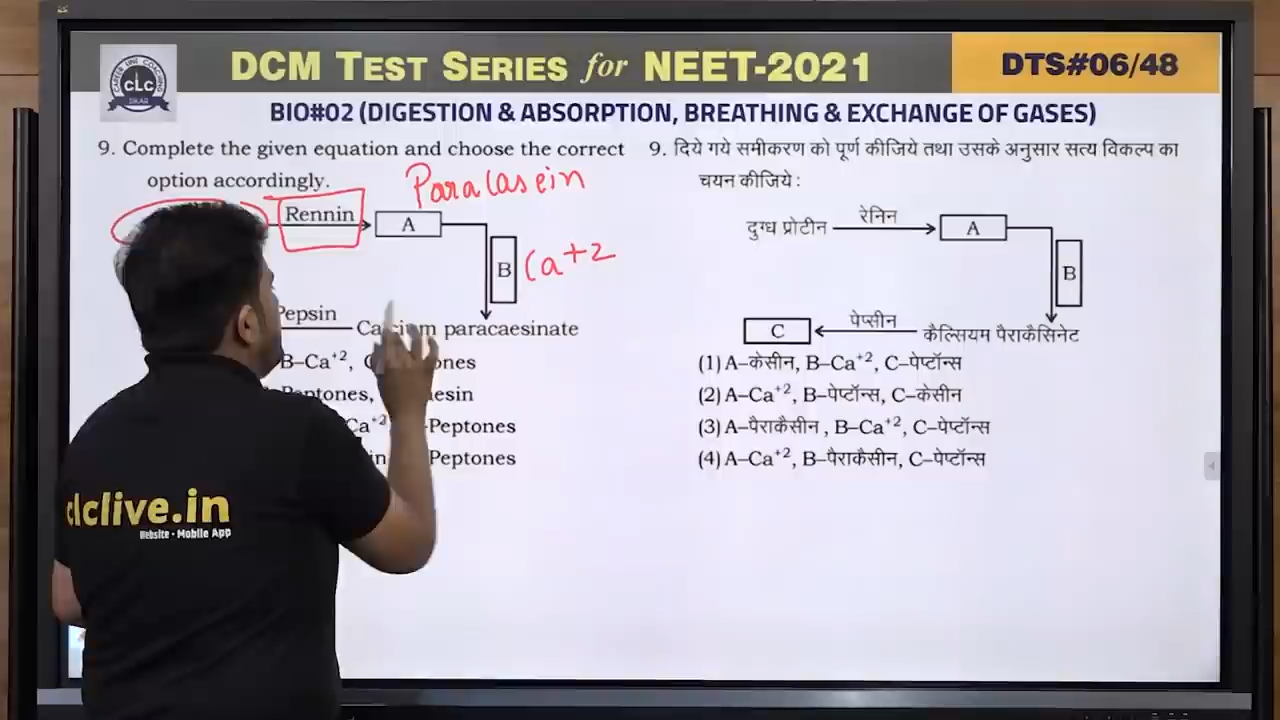 DCM TEST SERIES for NEET-2021
DTS#06/48
CLC
BIO#02 (DIGESTION & ABSORPTION, BREATHING & EXCHANGE OF GASES)
9. Complete the given equation and choose the correct
option accordingly.
Paracasein
Rennin
A
B
Ca+2
Pepsin
Calcium paracaesinate
B–Ca+2,
Peptones,
-Peptones
Peptones
9. दिये गये समीकरण को पूर्ण कीजिये तथा उसके अनुसार सत्य विकल्प का
चयन कीजिये :
दुग्ध प्रोटीन
रेनिन
A
B
C
पेप्सीन
कैल्सियम पैराकैसिनेट
(1) A–केसीन, B–Ca+2, C–पेप्टॉन्स
(2) A–Ca+2, B–पेप्टॉन्स, C–केसीन
(3) A–पैराकैसीन , B–Ca+2, C–पेप्टॉन्स
(4) A–Ca+2, B–पैराकैसीन, C–पेप्टॉन्स
clclive.in
Website • Mobile App